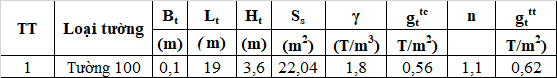 TT Loại tường Bt Lt Ht Ss γ gttc n gttt
(m) (m) (m) (m2) (T/m3) T/m2) T/m2)
1 Tường 100 0,1 19 3,6 22,04 1,8 0,56 1,1 0,62